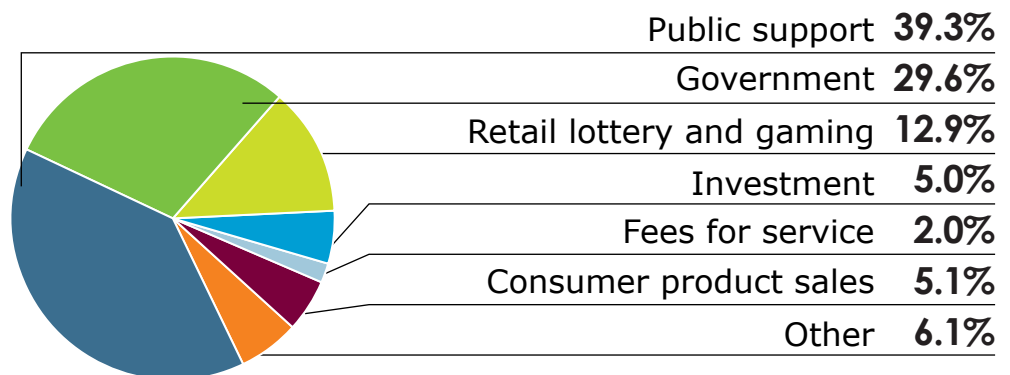 Public support 39.3%
Government 29.6%
Retail lottery and gaming 12.9%
Investment 5.0%
Fees for service 2.0%
Consumer product sales 5.1%
Other 6.1%